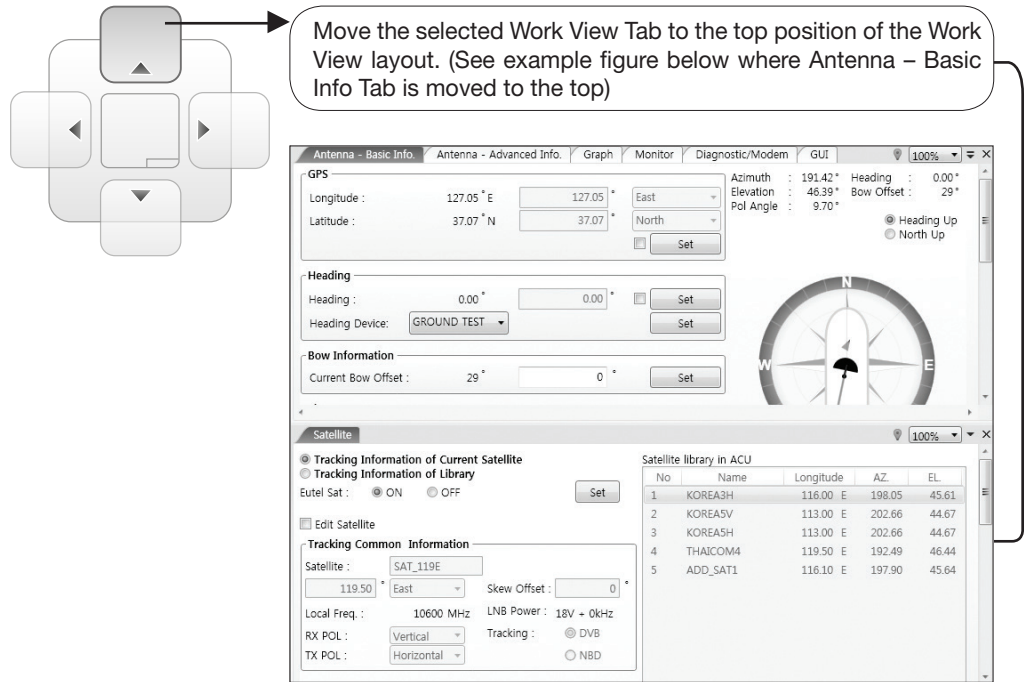 Move the selected Work View Tab to the top position of the Work
View layout. (See example figure below where Antenna – Basic
Info Tab is moved to the top)
Antenna - Basic Info. Antenna - Advanced Info. Graph Monitor Diagnostic/Modem GUI 100%
GPS
Longitude : 127.05 ° E 127.05 ° East
Latitude : 37.07 ° N 37.07 ° North
Set
Azimuth : 191.42° Heading : 0.00°
Elevation : 46.39° Bow Offset : 29°
Pol Angle : 9.70°
Heading Up
North Up
Heading
Heading : 0.00 ° 0.00 ° Set
Heading Device: GROUND TEST Set
Bow Information
Current Bow Offset : 29 ° 0 ° Set
N
W E
Satellite 100%
Tracking Information of Current Satellite
Tracking Information of Library
Eutel Sat : ON OFF Set
Edit Satellite
Tracking Common Information
Satellite : SAT_119E
119.50 ° East Skew Offset : 0 °
Local Freq. : 10600 MHz LNB Power : 18V + 0kHz
RX POL : Vertical Tracking : DVB
TX POL : Horizontal NBD
Satellite library in ACU
No Name Longitude AZ. EL.
1 KOREA3H 116.00 E 198.05 45.61
2 KOREA5V 113.00 E 202.66 44.67
3 KOREA5H 113.00 E 202.66 44.67
4 THAICOM4 119.50 E 192.49 46.44
5 ADD_SAT1 116.10 E 197.90 45.64